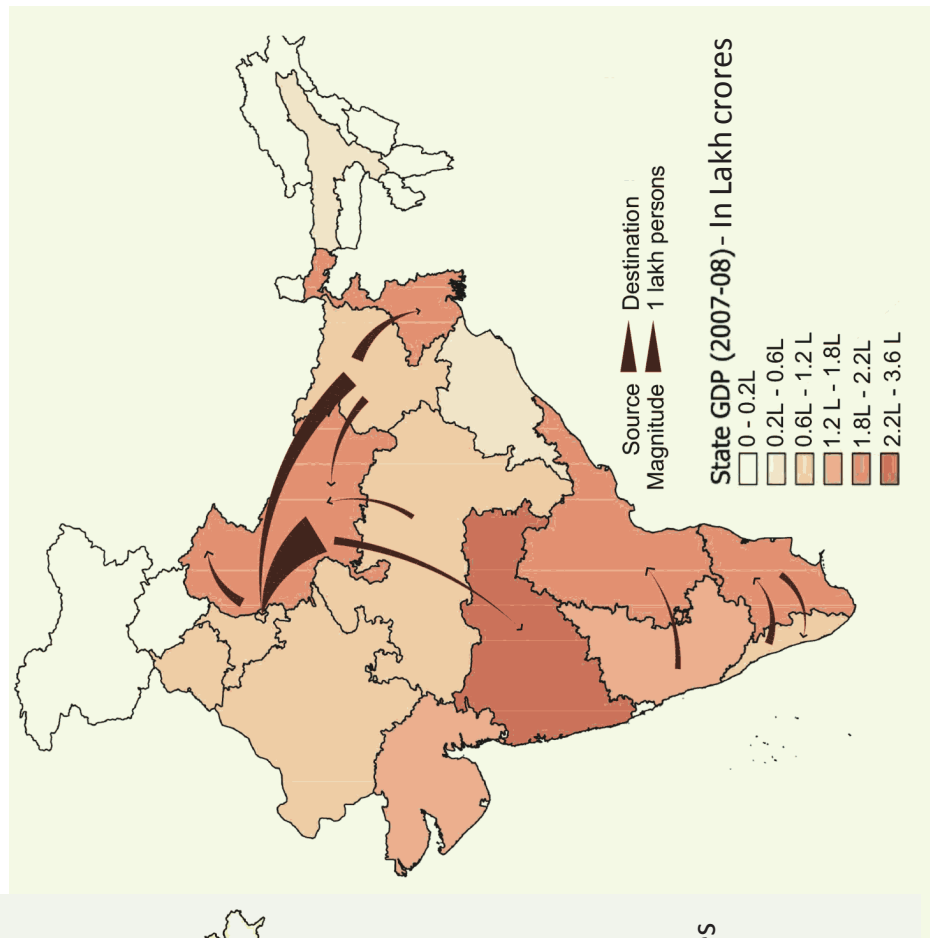 Source Destination
Magnitude 1 lakh persons
State GDP (2007-08) - In Lakh crores
0 - 0.2L
0.2L - 0.6L
0.6L - 1.2 L
1.2 L - 1.8L
1.8L - 2.2L
2.2L - 3.6 L